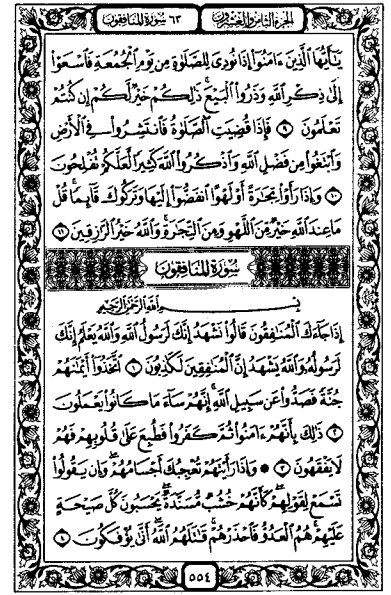 الجزء الثامن والعشرون ٦٣ سورة المنافقون
يَٰٓأَيُّهَا ٱلَّذِينَ ءَامَنُوٓا۟ إِذَا نُودِىَ لِلصَّلَوٰةِ مِن يَوْمِ ٱلْجُمُعَةِ فَٱسْعَوْا۟
إِلَىٰ ذِكْرِ ٱللَّهِ وَذَرُوا۟ ٱلْبَيْعَ ۚ ذَٰلِكُمْ خَيْرٌ لَّكُمْ إِن كُنتُمْ
تَعْلَمُونَ ٩ فَإِذَا قُضِيَتِ ٱلصَّلَوٰةُ فَٱنتَشِرُوا۟ فِى ٱلْأَرْضِ
وَٱبْتَغُوا۟ مِن فَضْلِ ٱللَّهِ وَٱذْكُرُوا۟ ٱللَّهَ كَثِيرًا لَّعَلَّكُمْ تُفْلِحُونَ
١٠ وَإِذَا رَأَوْا۟ تِجَٰرَةً أَوْ لَهْوًا ٱنفَضُّوٓا۟ إِلَيْهَا وَتَرَكُوكَ قَآئِمًا ۚ قُلْ
مَا عِندَ ٱللَّهِ خَيْرٌ مِّنَ ٱللَّهْوِ وَمِنَ ٱلتِّجَٰرَةِ ۚ وَٱللَّهُ خَيْرُ ٱلرَّٰزِقِينَ ١١
سورة المنافقون
بِسْمِ ٱللَّهِ ٱلرَّحْمَٰنِ ٱلرَّحِيمِ
إِذَا جَآءَكَ ٱلْمُنَٰفِقُونَ قَالُوا۟ نَشْهَدُ إِنَّكَ لَرَسُولُ ٱللَّهِ وَٱللَّهُ يَعْلَمُ إِنَّكَ
لَرَسُولُهُۥ وَٱللَّهُ يَشْهَدُ إِنَّ ٱلْمُنَٰفِقِينَ لَكَٰذِبُونَ ١ ٱتَّخَذُوٓا۟ أَيْمَٰنَهُمْ
جُنَّةً فَصَدُّوا۟ عَن سَبِيلِ ٱللَّهِ ۚ إِنَّهُمْ سَآءَ مَا كَانُوا۟ يَعْمَلُونَ
٢ ذَٰلِكَ بِأَنَّهُمْ ءَامَنُوا۟ ثُمَّ كَفَرُوا۟ فَطُبِعَ عَلَىٰ قُلُوبِهِمْ فَهُمْ
لَا يَفْقَهُونَ ٣ ۞ وَإِذَا رَأَيْتَهُمْ تُعْجِبُكَ أَجْسَامُهُمْ ۖ وَإِن يَقُولُوا۟
تَسْمَعْ لِقَوْلِهِمْ ۖ كَأَنَّهُمْ خُشُبٌ مُّسَنَّدَةٌ ۖ يَحْسَبُونَ كُلَّ صَيْحَةٍ
عَلَيْهِمْ ۚ هُمُ ٱلْعَدُوُّ فَٱحْذَرْهُمْ ۚ قَٰتَلَهُمُ ٱللَّهُ ۖ أَنَّىٰ يُؤْفَكُونَ ٤
٥٥٤